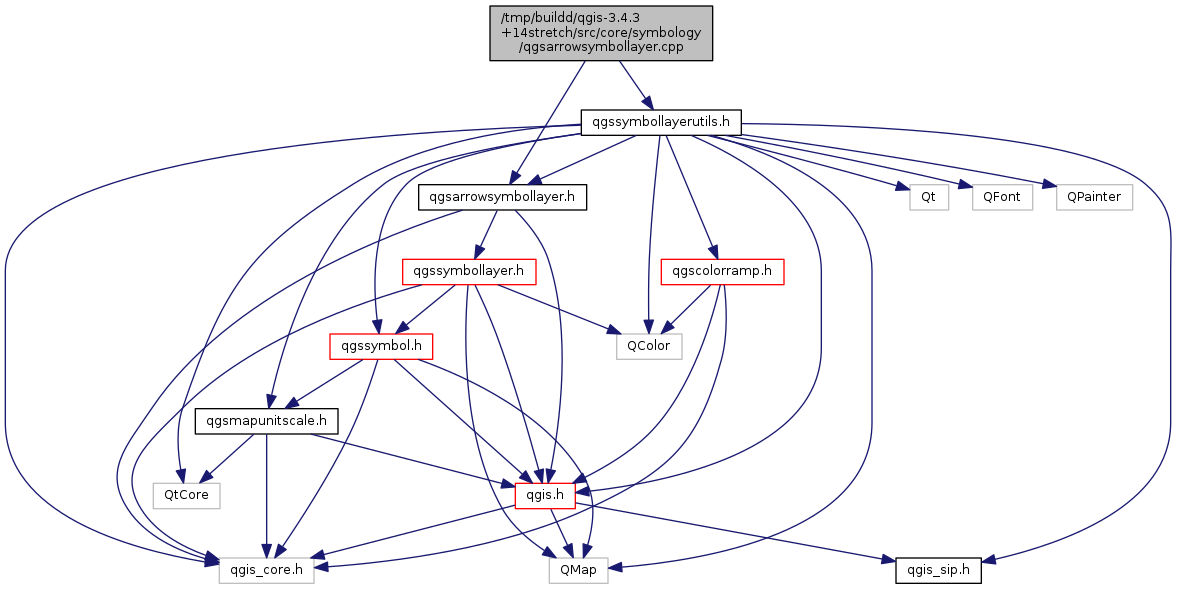 /tmp/buildd/qgis-3.4.3
+14stretch/src/core/symbology
/qgsarrowsymbollayer.cpp
qgssymbollayerutils.h
qgsarrowsymbollayer.h
Qt
QFont
QPainter
qgssymbollayer.h
qgscolorramp.h
qgssymbol.h
QColor
qgsmapunitscale.h
QtCore
qgis.h
qgis_core.h
QMap
qgis_sip.h